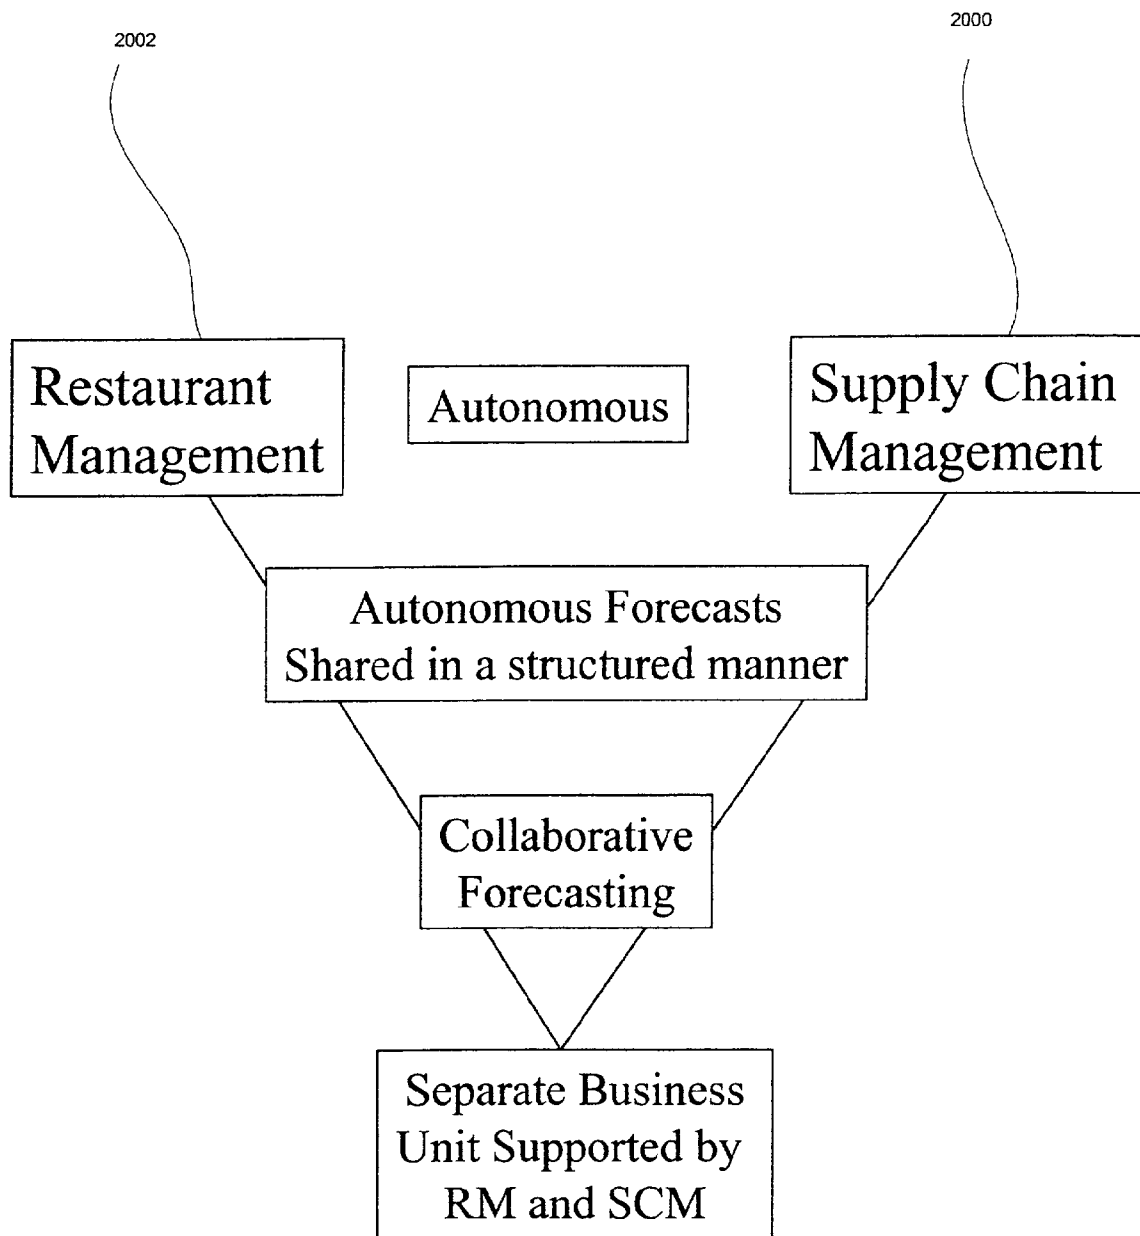 2002
2000
Restaurant
Management
Autonomous
Supply Chain
Management
Autonomous Forecasts
Shared in a structured manner
Collaborative
Forecasting
Separate Business
Unit Supported by
RM and SCM